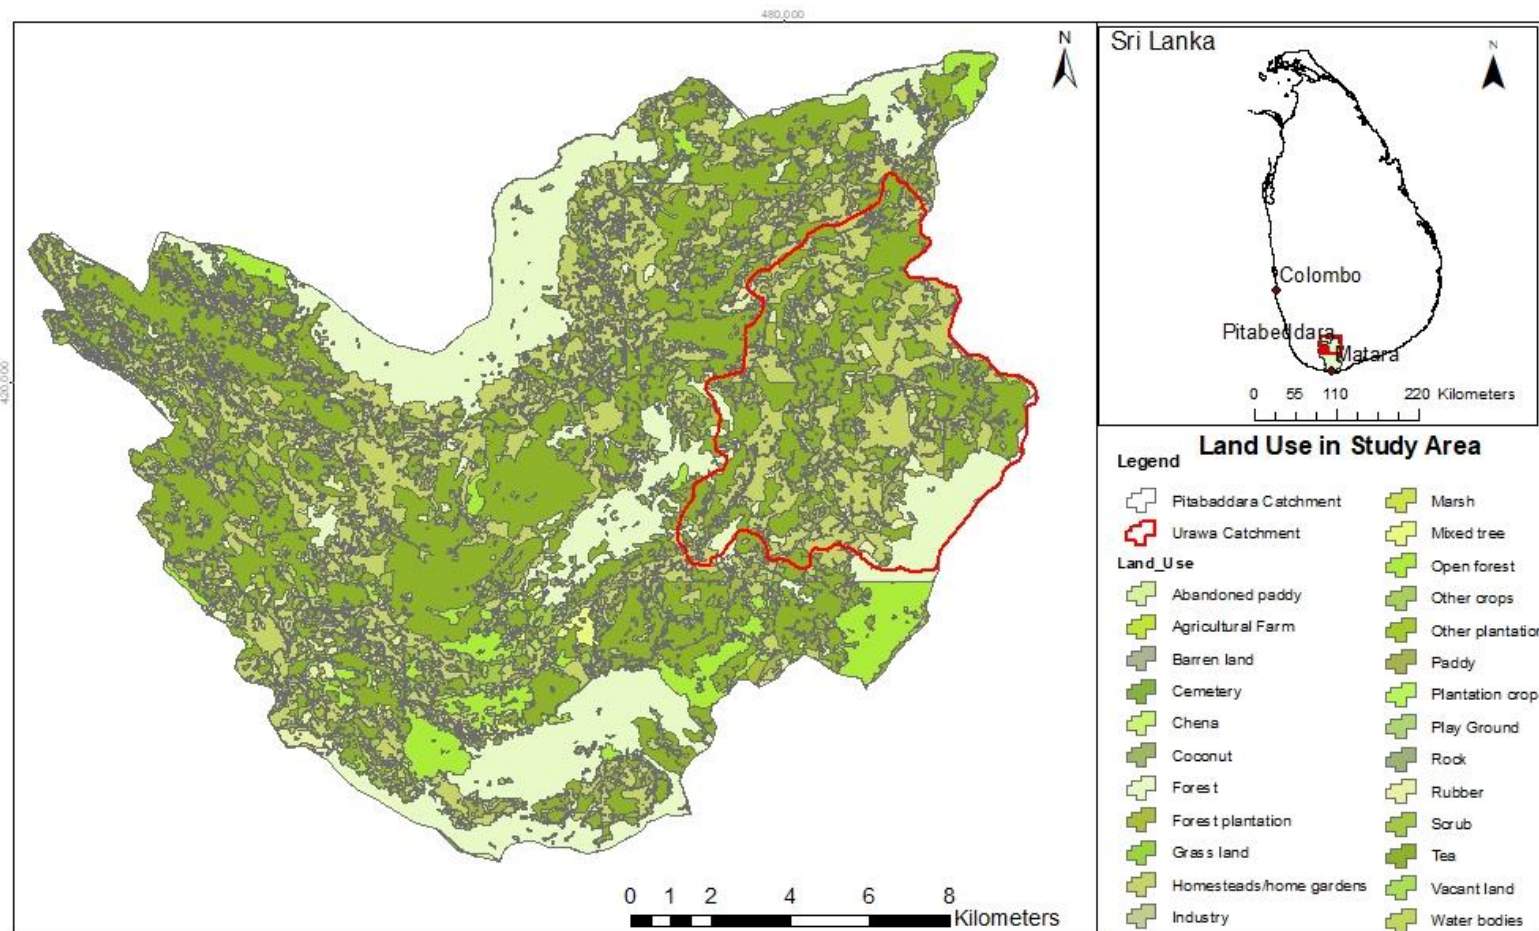 480,000
420,000
N
Sri Lanka
N
Colombo
Pitabeddara
Matara
0 55 110 220 Kilometers
Land Use in Study Area
Legend
Pitabaddara Catchment
Urawa Catchment
Land_Use
Abandoned paddy
Agricultural Farm
Barren land
Cemetery
Chena
Coconut
Forest
Forest plantation
Grass land
Homesteads/home gardens
Industry
Marsh
Mixed tree
Open forest
Other crops
Other plantation
Paddy
Plantation crop
Play Ground
Rock
Rubber
Scrub
Tea
Vacant land
Water bodies
0 1 2 4 6 8
Kilometers